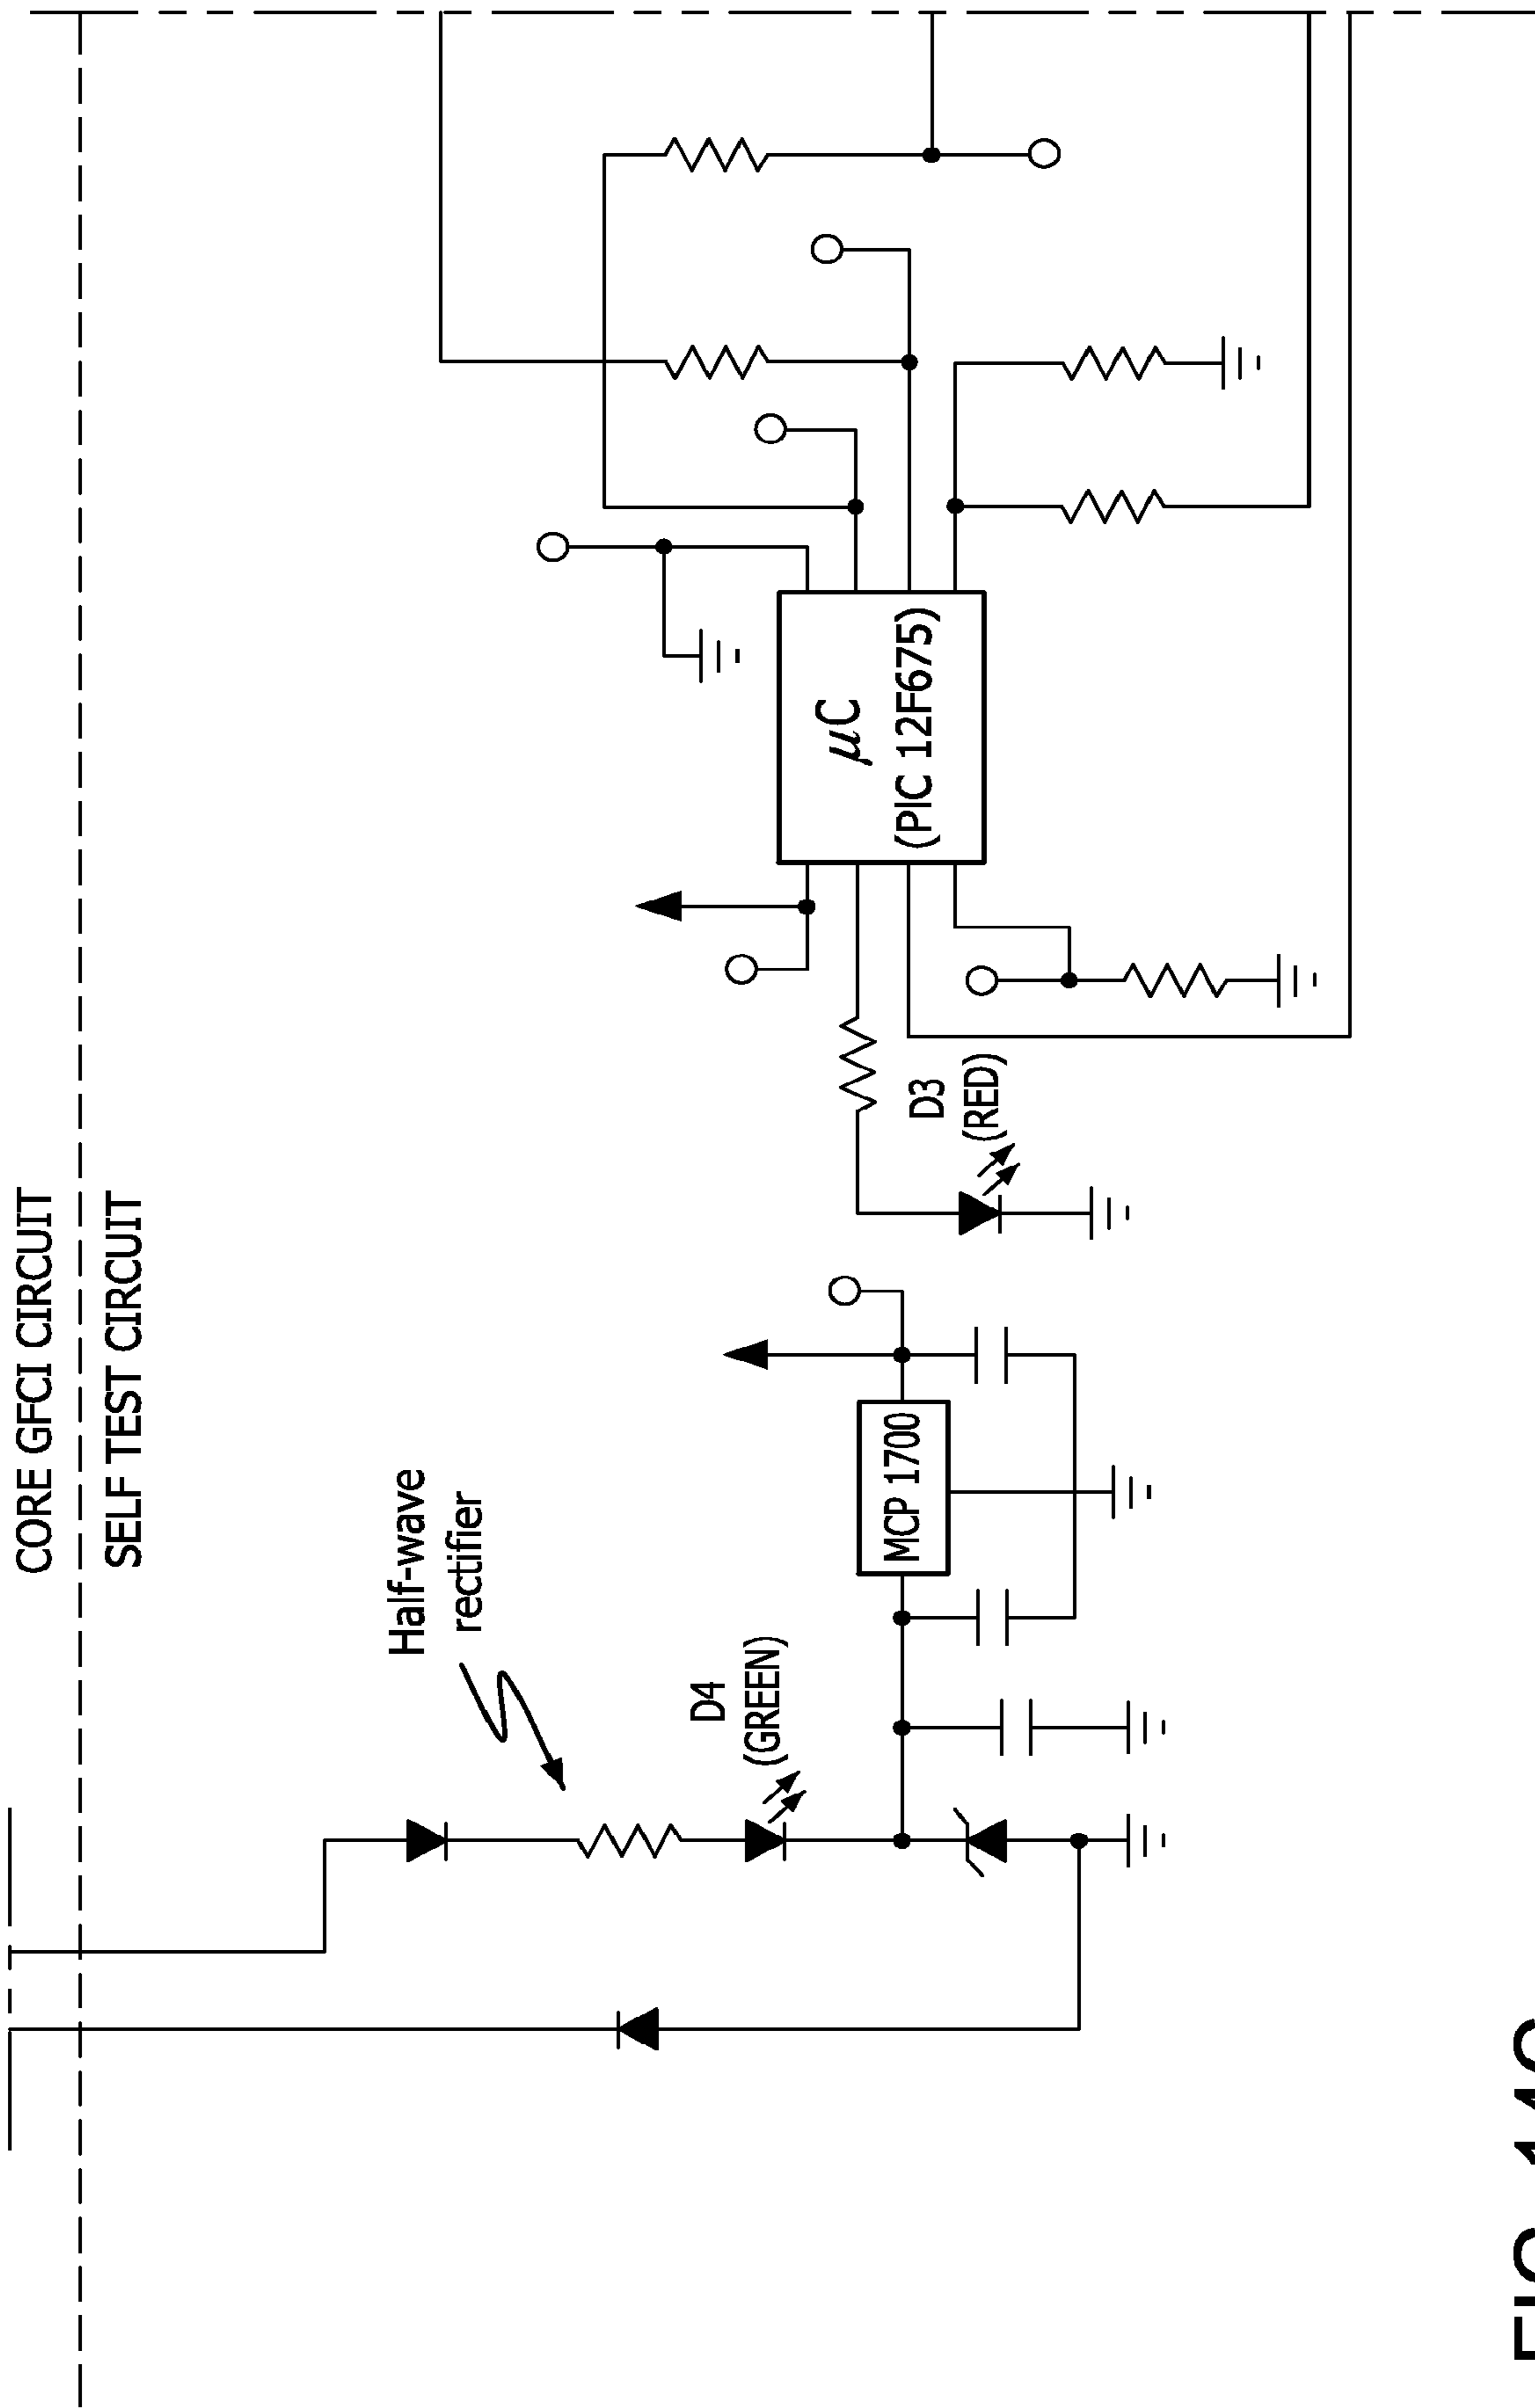 CORE GFCI CIRCUIT
SELF TEST CIRCUIT
Half-wave
rectifier
D4
(GREEN)
MCP 1700
D3
(RED)
µC
(PIC 12F675)